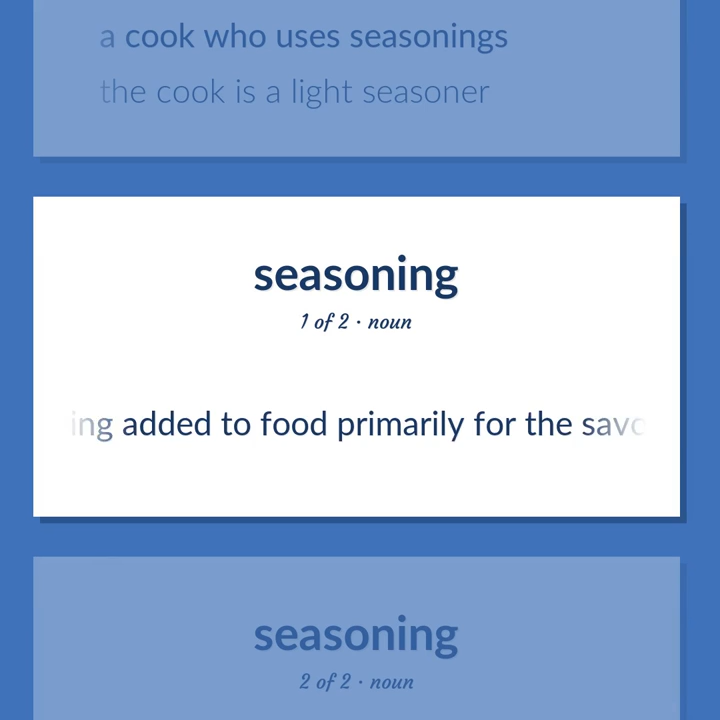 a cook who uses seasonings
the cook is a light seasoner
seasoning
1 of 2 · noun
ing added to food primarily for the savo
seasoning
2 of 2 · noun